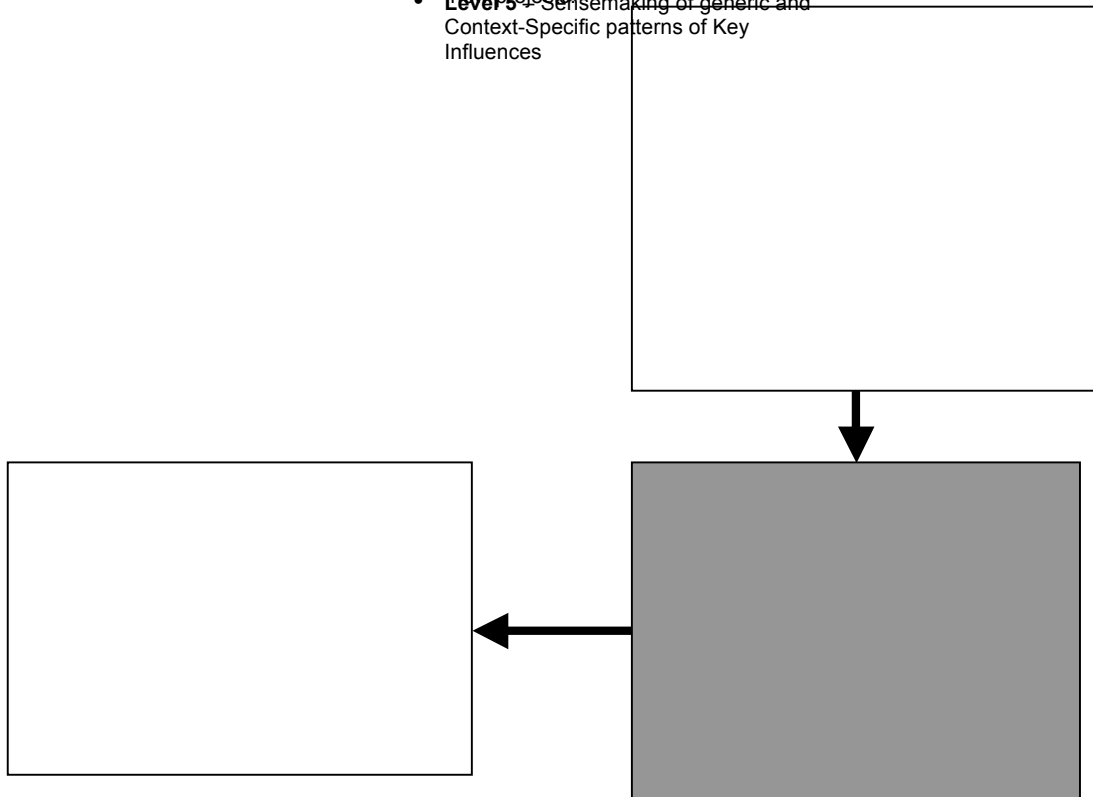 • Level 5 – Sensemaking of generic and
Context-Specific patterns of Key
Influences